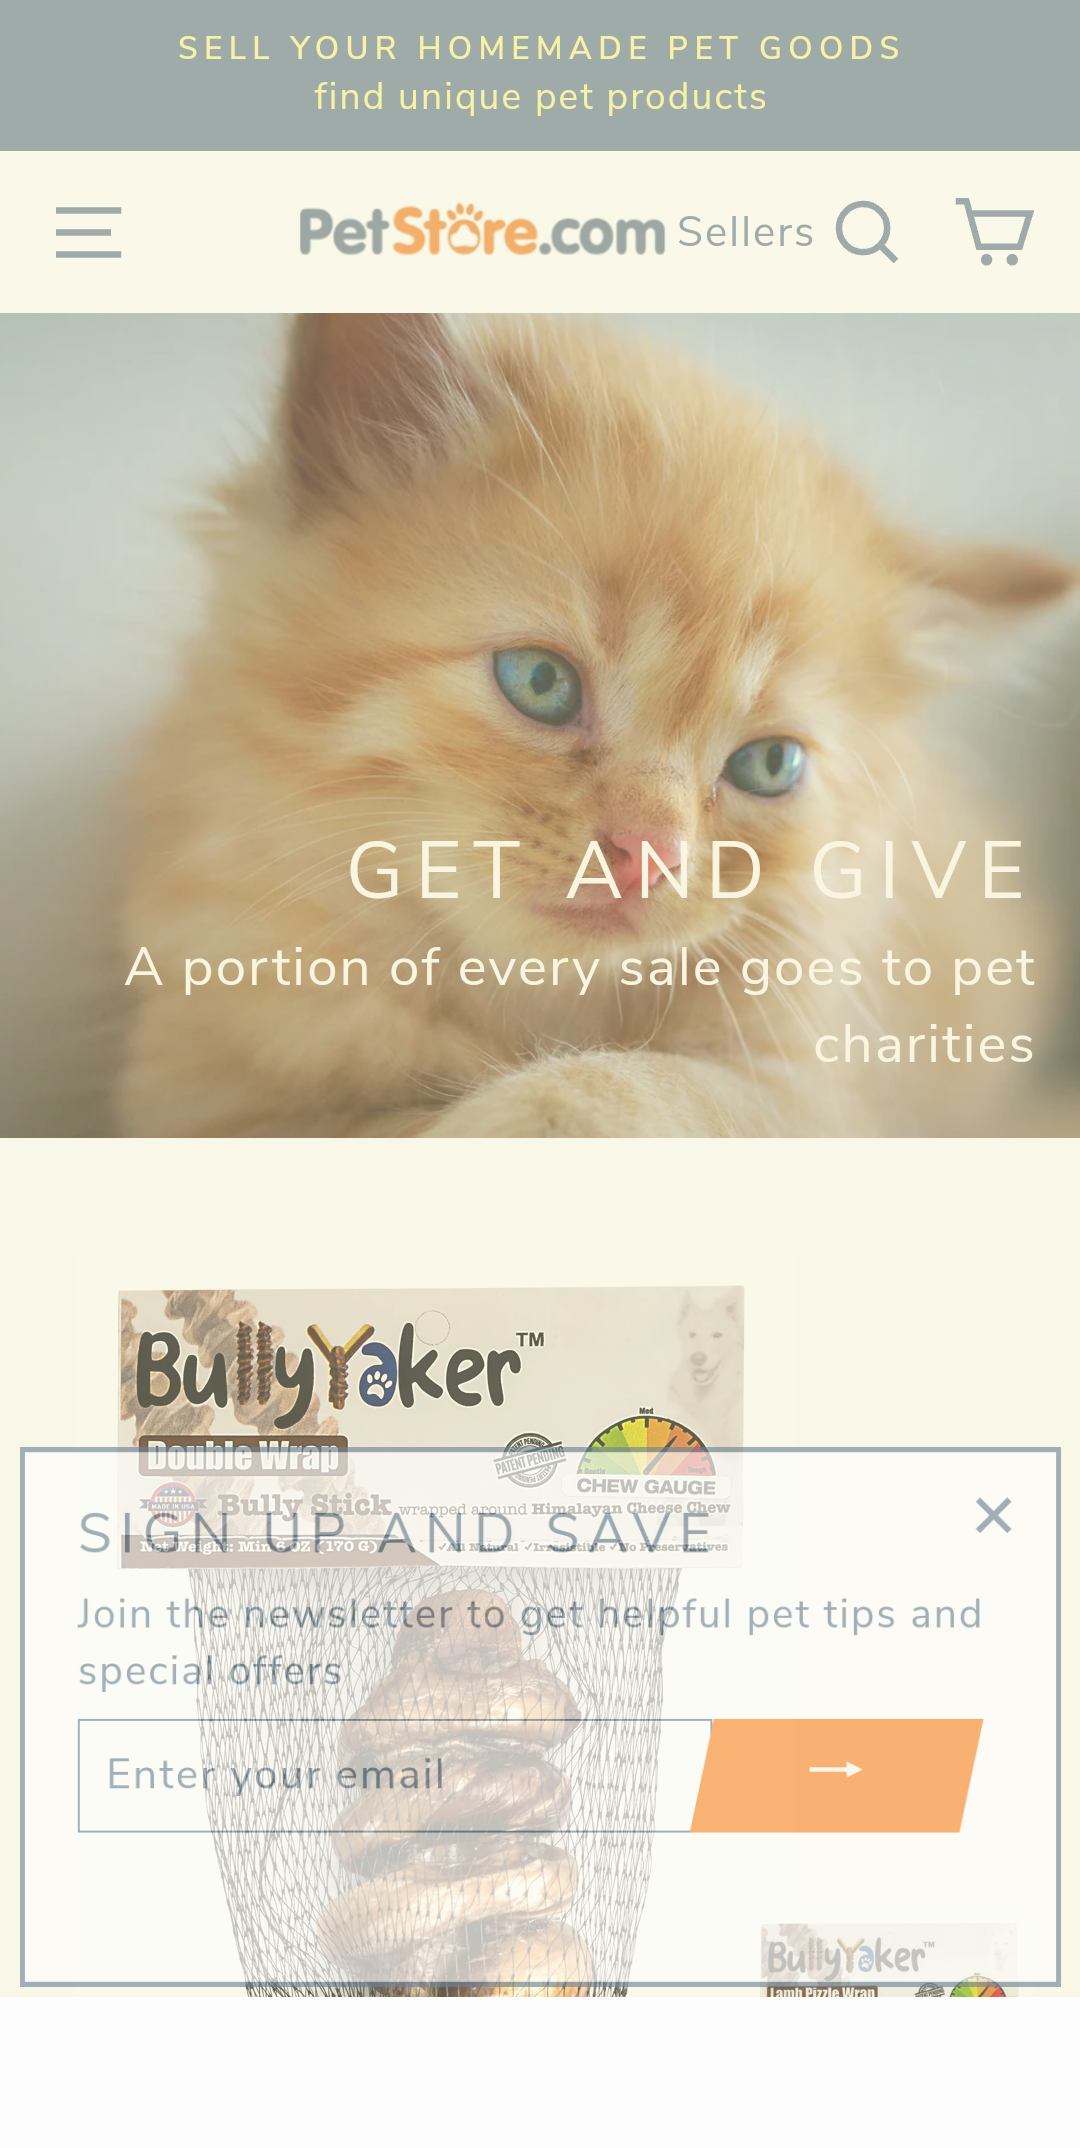 SELL YOUR HOMEMADE PET GOODS
find unique pet products
PetStore.com Sellers
GET AND GIVE
A portion of every sale goes to pet
charities
BullyYaker™
Med
Double Wrap
PATENT PENDING
CHEW GAUGE
MADE IN USA
Bully Stick wrapped around Himalayan Cheese Chew
Net Weight: Min 6 OZ (170 G)
✓All Natural ✓Irresistible ✓No Preservatives
SIGN UP AND SAVE
Join the newsletter to get helpful pet tips and
special offers
Enter your email
BullyYaker™
Lamb Pizzle Wrap